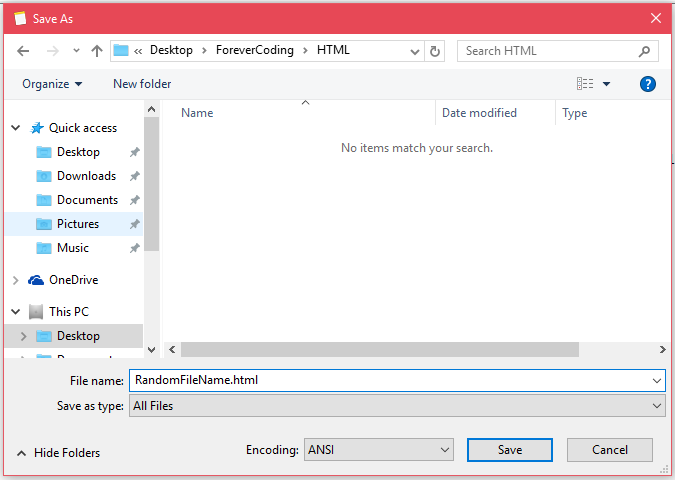 Save As
« Desktop > ForeverCoding > HTML
Search HTML
Organize
New folder
Name
Date modified
Type
No items match your search.
Quick access
Desktop
Downloads
Documents
Pictures
Music
OneDrive
This PC
Desktop
File name: RandomFileName.html
Save as type: All Files
Hide Folders
Encoding: ANSI
Save
Cancel